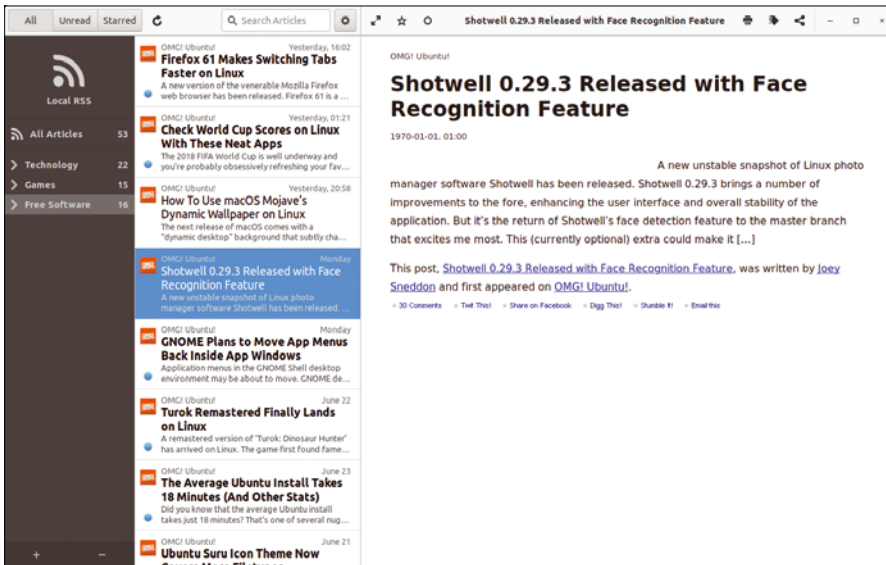 All Unread Starred Search Articles Shotwell 0.29.3 Released with Face Recognition Feature
Local RSS
All Articles 53
Technology 22
Games 15
Free Software 16
+ −
OMG! Ubuntu! Yesterday, 16:02
Firefox 61 Makes Switching Tabs
Faster on Linux
A new version of the venerable Mozilla Firefox
web browser has been released. Firefox 61 is a ...
OMG! Ubuntu! Yesterday, 01:21
Check World Cup Scores on Linux
With These Neat Apps
The 2018 FIFA World Cup is well underway and
you're probably obsessively refreshing your fav...
OMG! Ubuntu! Yesterday, 20:58
How To Use macOS Mojave's
Dynamic Wallpaper on Linux
The next release of macOS comes with a
"dynamic desktop" background that subtly cha...
OMG! Ubuntu! Monday
Shotwell 0.29.3 Released with Face
Recognition Feature
A new unstable snapshot of Linux photo
manager software Shotwell has been released. ...
OMG! Ubuntu! Monday
GNOME Plans to Move App Menus
Back Inside App Windows
Application menus in the GNOME Shell desktop
environment may be about to move. GNOME de...
OMG! Ubuntu! June 22
Turok Remastered Finally Lands
on Linux
A remastered version of 'Turok: Dinosaur Hunter'
has arrived on Linux. The game first found fame...
OMG! Ubuntu! June 23
The Average Ubuntu Install Takes
18 Minutes (And Other Stats)
Did you know that the average Ubuntu install
takes just 18 minutes? That's one of several nug...
OMG! Ubuntu! June 21
Ubuntu Suru Icon Theme Now
OMG! Ubuntu!
Shotwell 0.29.3 Released with Face
Recognition Feature
1970-01-01, 01:00
A new unstable snapshot of Linux photo
manager software Shotwell has been released. Shotwell 0.29.3 brings a number of
improvements to the fore, enhancing the user interface and overall stability of the
application. But it's the return of Shotwell's face detection feature to the master branch
that excites me most. This (currently optional) extra could make it [...]
This post, Shotwell 0.29.3 Released with Face Recognition Feature, was written by Joey
Sneddon and first appeared on OMG! Ubuntu!.
30 Comments Twit This! Share on Facebook Digg This! Stumble It! Email this